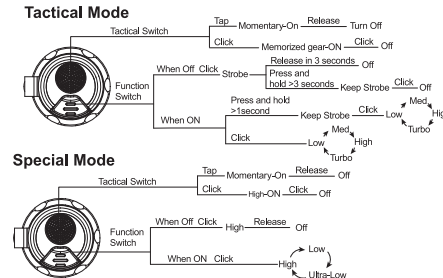 Tactical Mode
Tactical Switch
Tap Momentary-On Release Turn Off
Click Memorized gear-ON Click Off
Function Switch
When Off Click Strobe Release in 3 seconds Off
Press and hold >3 seconds Keep Strobe Click Off
When ON
Press and hold >1second Keep Strobe Click Low Med Turbo
Click Low Med High Turbo
Special Mode
Tactical Switch
Tap Momentary-On Release Off
Click High-ON Click Off
Function Switch
When Off Click High Release Off
When ON Click High Low Ultra-Low